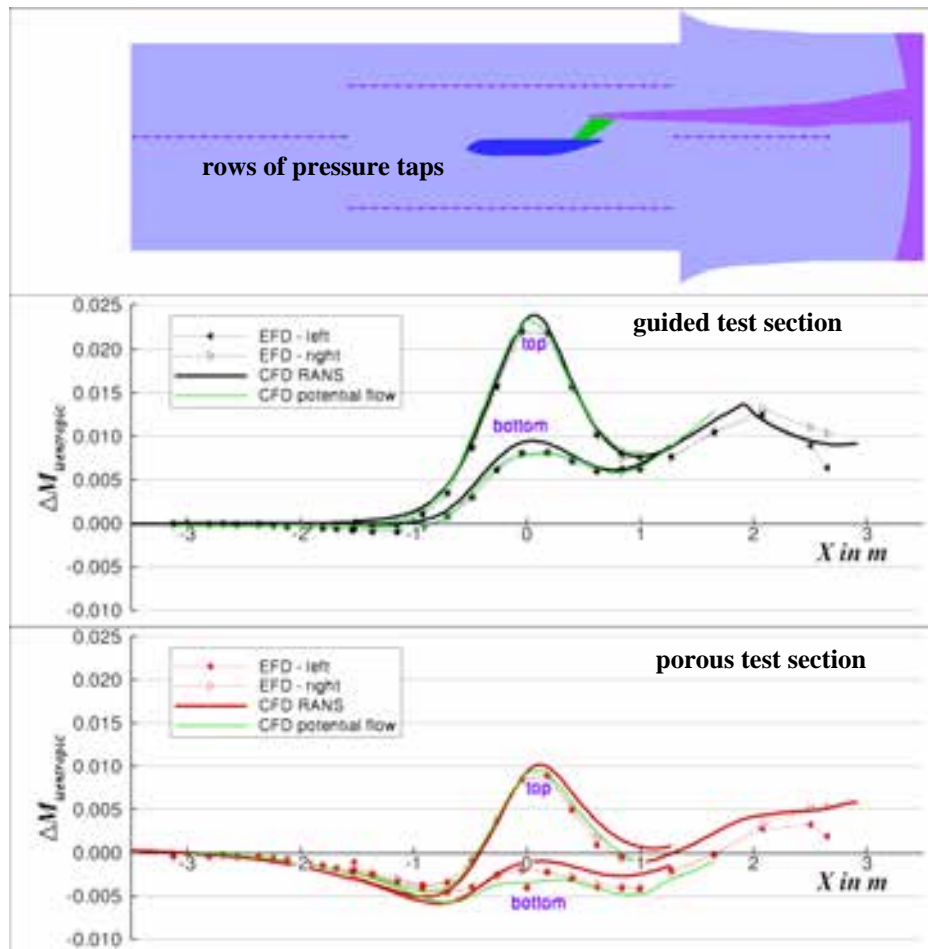 rows of pressure taps
0.025
guided test section
EFD - left
EFD - right
CFD RANS
CFD potential flow
0.020
top
0.015
bottom
0.010
0.005
0.000
-3
-2
-1
0
1
2
3
X in m
-0.005
-0.010
ΔM isentropic
0.025
porous test section
EFD - left
EFD - right
CFD RANS
CFD potential flow
0.020
0.015
0.010
top
0.005
0.000
-3
-2
-1
0
1
2
3
X in m
-0.005
bottom
-0.010
ΔM isentropic